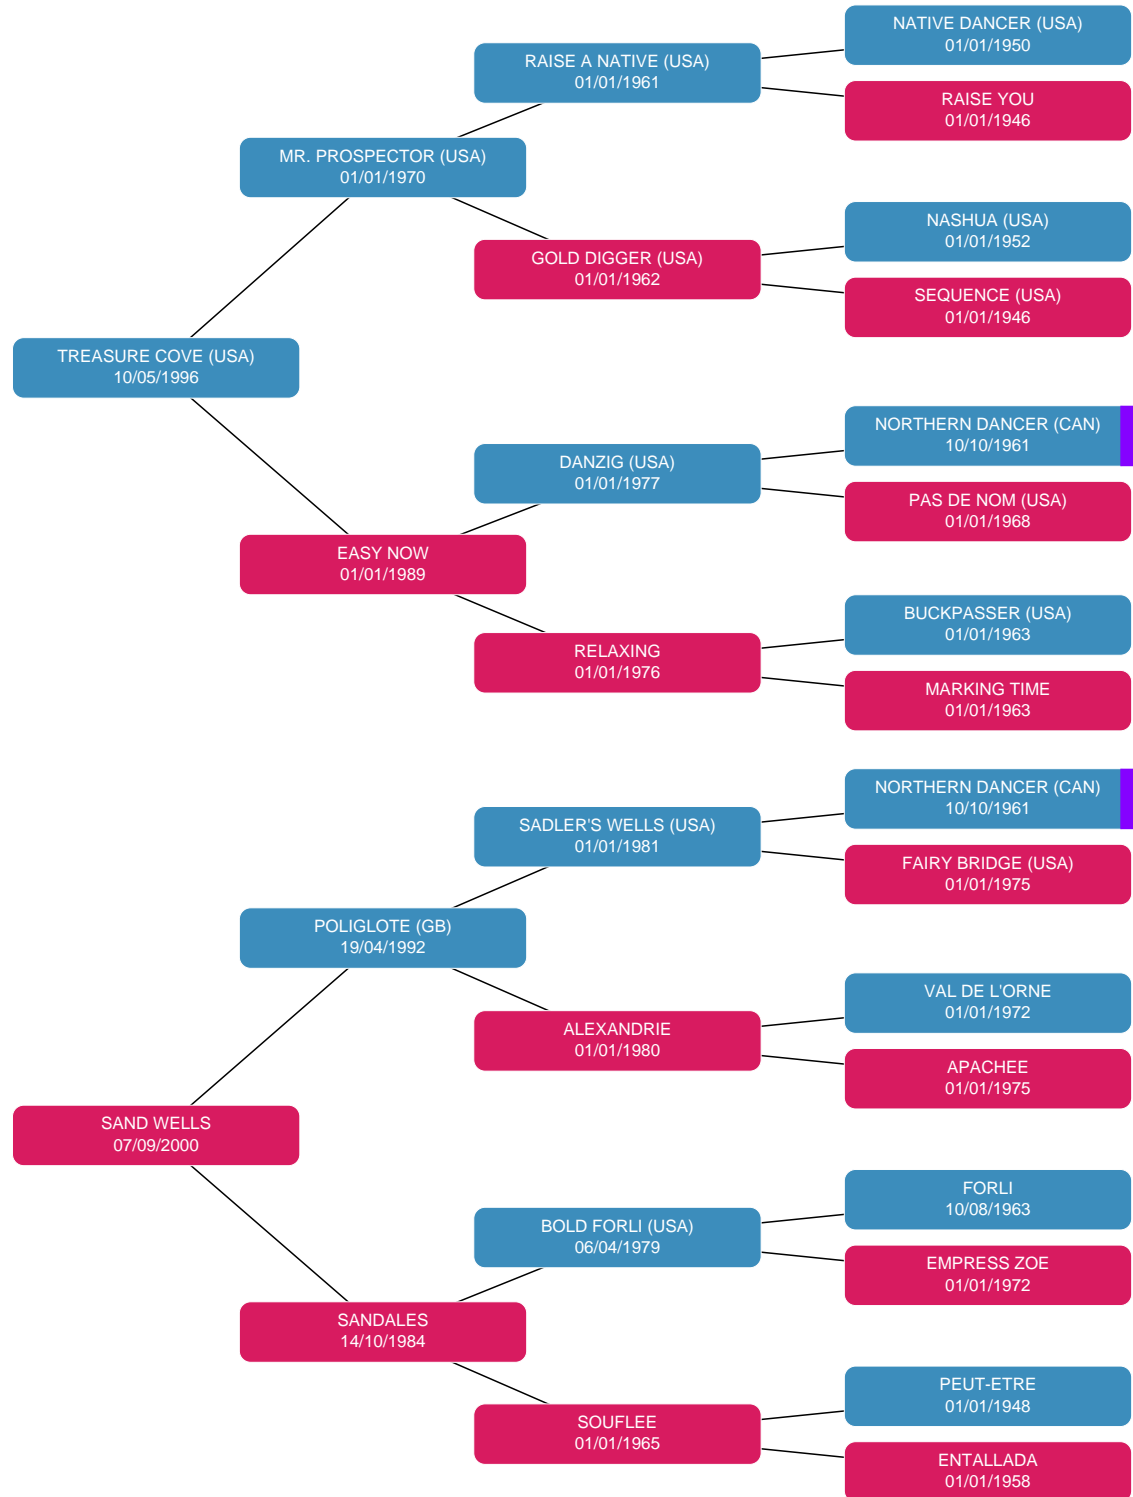 NATIVE DANCER (USA)
01/01/1950
RAISE A NATIVE (USA)
01/01/1961
RAISE YOU
01/01/1946
MR. PROSPECTOR (USA)
01/01/1970
NASHUA (USA)
01/01/1952
GOLD DIGGER (USA)
01/01/1962
SEQUENCE (USA)
01/01/1946
TREASURE COVE (USA)
10/05/1996
NORTHERN DANCER (CAN)
10/10/1961
DANZIG (USA)
01/01/1977
PAS DE NOM (USA)
01/01/1968
EASY NOW
01/01/1989
BUCKPASSER (USA)
01/01/1963
RELAXING
01/01/1976
MARKING TIME
01/01/1963
NORTHERN DANCER (CAN)
10/10/1961
SADLER'S WELLS (USA)
01/01/1981
FAIRY BRIDGE (USA)
01/01/1975
POLIGLOTE (GB)
19/04/1992
VAL DE L'ORNE
01/01/1972
ALEXANDRIE
01/01/1980
APACHEE
01/01/1975
SAND WELLS
07/09/2000
FORLI
10/08/1963
BOLD FORLI (USA)
06/04/1979
EMPRESS ZOE
01/01/1972
SANDALES
14/10/1984
PEUT-ETRE
01/01/1948
SOUFLEE
01/01/1965
ENTALLADA
01/01/1958